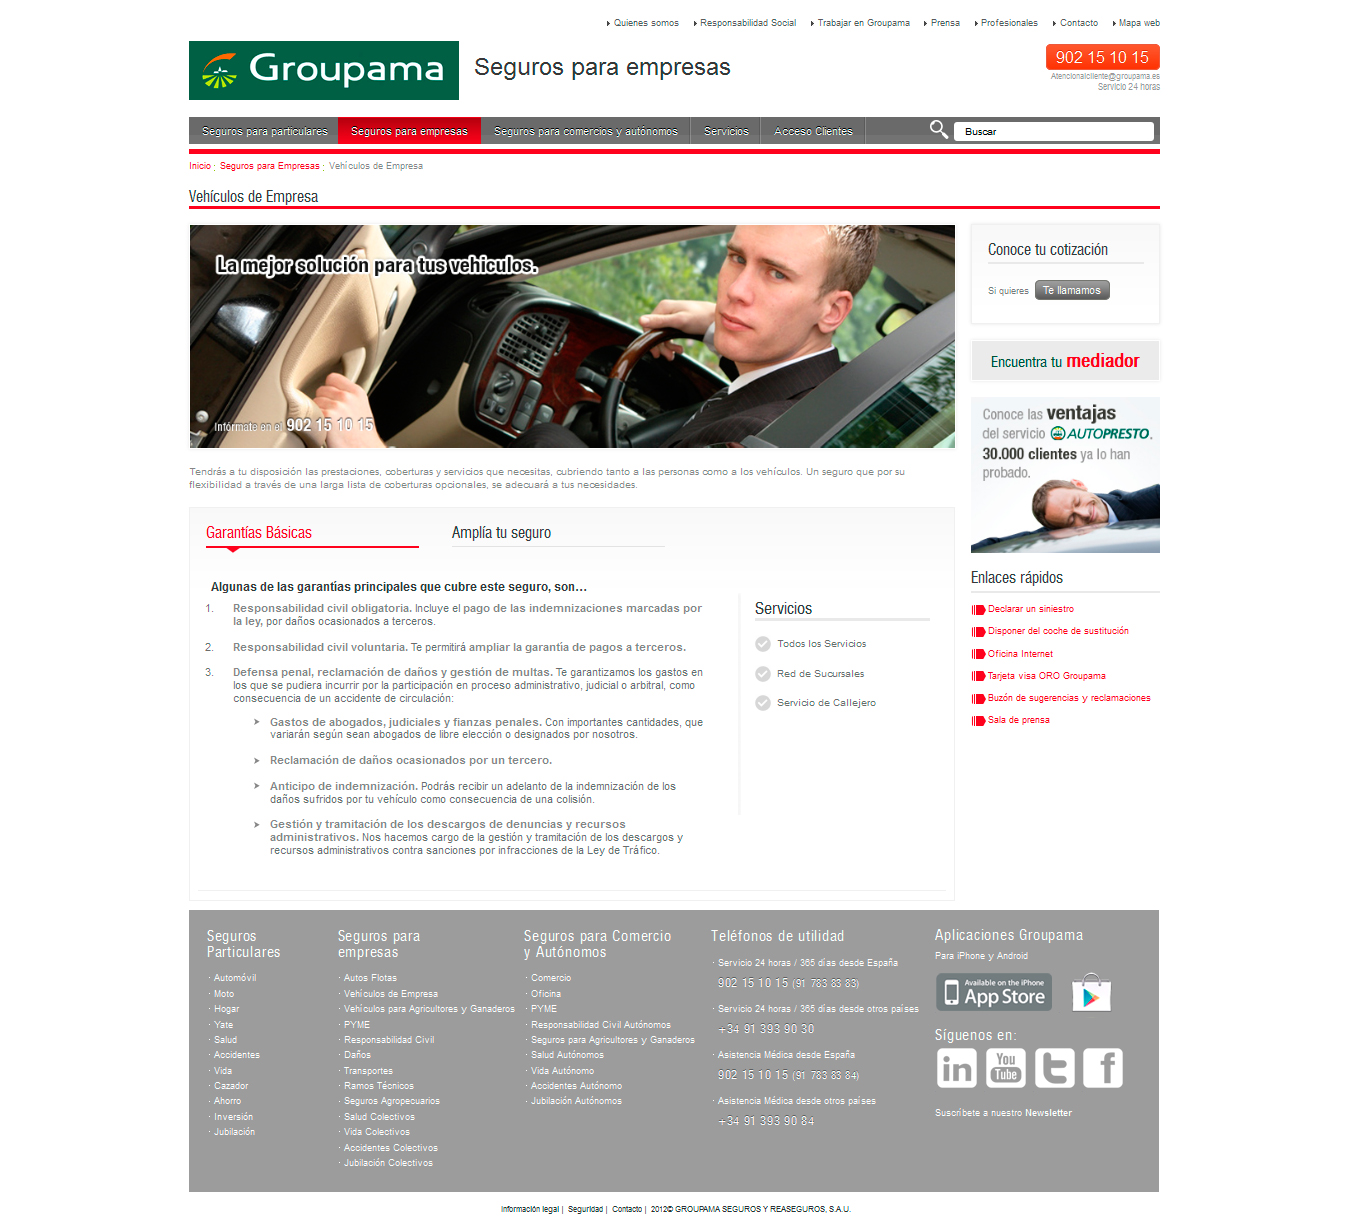 Quienes somos Responsabilidad Social Trabajar en Groupama Prensa Profesionales Contacto Mapa web
Groupama
Seguros para empresas
902 15 10 15
Atencionalcliente@groupama.es
Servicio 24 horas
Seguros para particulares Seguros para empresas Seguros para comercios y autónomos Servicios Acceso Clientes Buscar
Inicio : Seguros para Empresas : Vehículos de Empresa
Vehículos de Empresa
La mejor solución para tus vehiculos.
Infórmate en el 902 15 10 15
Conoce tu cotización
Si quieres Te llamamos
Encuentra tu mediador
Conoce las ventajas
del servicio AUTOPRESTO.
30.000 clientes ya lo han
probado.
Tendrás a tu disposición las prestaciones, coberturas y servicios que necesitas, cubriendo tanto a las personas como a los vehículos. Un seguro que por su
flexibilidad a través de una larga lista de coberturas opcionales, se adecuará a tus necesidades.
Garantías Básicas
Amplía tu seguro
Algunas de las garantías principales que cubre este seguro, son...
1. Responsabilidad civil obligatoria. Incluye el pago de las indemnizaciones marcadas por
la ley, por daños ocasionados a terceros.
2. Responsabilidad civil voluntaria. Te permitirá ampliar la garantía de pagos a terceros.
3. Defensa penal, reclamación de daños y gestión de multas. Te garantizamos los gastos en
los que se pudiera incurrir por la participación en proceso administrativo, judicial o arbitral, como
consecuencia de un accidente de circulación:
Gastos de abogados, judiciales y fianzas penales. Con importantes cantidades, que
variarán según sean abogados de libre elección o designados por nosotros.
Reclamación de daños ocasionados por un tercero.
Anticipo de indemnización. Podrás recibir un adelanto de la indemnización de los
daños sufridos por tu vehículo como consecuencia de una colisión.
Gestión y tramitación de los descargos de denuncias y recursos
administrativos. Nos hacemos cargo de la gestión y tramitación de los descargos y
recursos administrativos contra sanciones por infracciones de la Ley de Tráfico.
Servicios
Todos los Servicios
Red de Sucursales
Servicio de Callejero
Enlaces rápidos
Declarar un siniestro
Disponer del coche de sustitución
Oficina Internet
Tarjeta visa ORO Groupama
Buzón de sugerencias y reclamaciones
Sala de prensa
Seguros
Particulares
· Automóvil
· Moto
· Hogar
· Yate
· Salud
· Accidentes
· Vida
· Cazador
· Ahorro
· Inversión
· Jubilación
Seguros para
empresas
· Autos Flotas
· Vehículos de Empresa
· Vehículos para Agricultores y Ganaderos
· PYME
· Responsabilidad Civil
· Daños
· Transportes
· Ramos Técnicos
· Seguros Agropecuarios
· Salud Colectivos
· Vida Colectivos
· Accidentes Colectivos
· Jubilación Colectivos
Seguros para Comercio
y Autónomos
· Comercio
· Oficina
· PYME
· Responsabilidad Civil Autónomos
· Seguros para Agricultores y Ganaderos
· Salud Autónomos
· Vida Autónomo
· Accidentes Autónomo
· Jubilación Autónomos
Teléfonos de utilidad
· Servicio 24 horas / 365 días desde España
902 15 10 15 (91 783 83 83)
· Servicio 24 horas / 365 días desde otros países
+34 91 393 90 30
· Asistencia Médica desde España
902 15 10 15 (91 783 83 84)
· Asistencia Médica desde otros países
+34 91 393 90 84
Aplicaciones Groupama
Para iPhone y Android
Available on the iPhone
App Store
Síguenos en:
in You Tube t f
Suscríbete a nuestro Newsletter
Información legal | Seguridad | Contacto | 2012© GROUPAMA SEGUROS Y REASEGUROS, S.A.U.